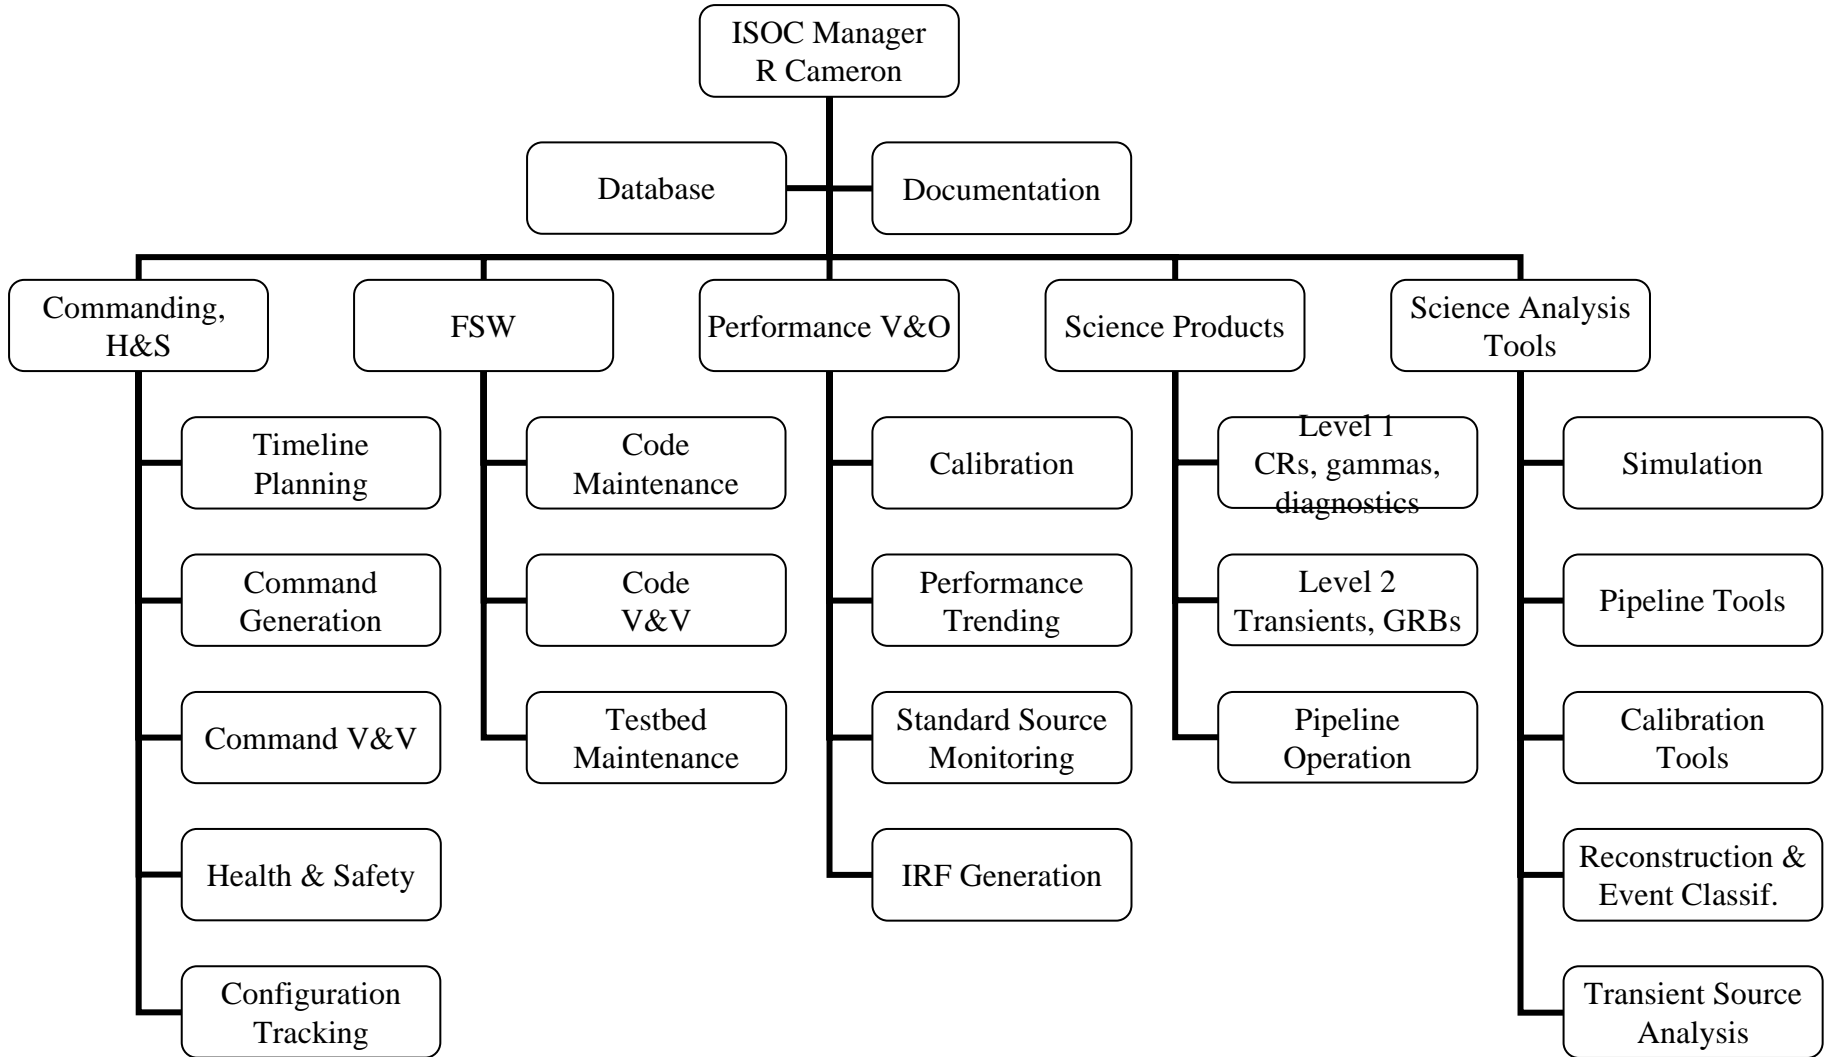 ISOC Manager
R Cameron
Database
Documentation
Commanding,
H&S
FSW
Performance V&O
Science Products
Science Analysis
Tools
Timeline
Planning
Command
Generation
Command V&V
Health & Safety
Configuration
Tracking
Code
Maintenance
Code
V&V
Testbed
Maintenance
Calibration
Performance
Trending
Standard Source
Monitoring
IRF Generation
Level 1
CRs, gammas,
diagnostics
Level 2
Transients, GRBs
Pipeline
Operation
Simulation
Pipeline Tools
Calibration
Tools
Reconstruction &
Event Classif.
Transient Source
Analysis